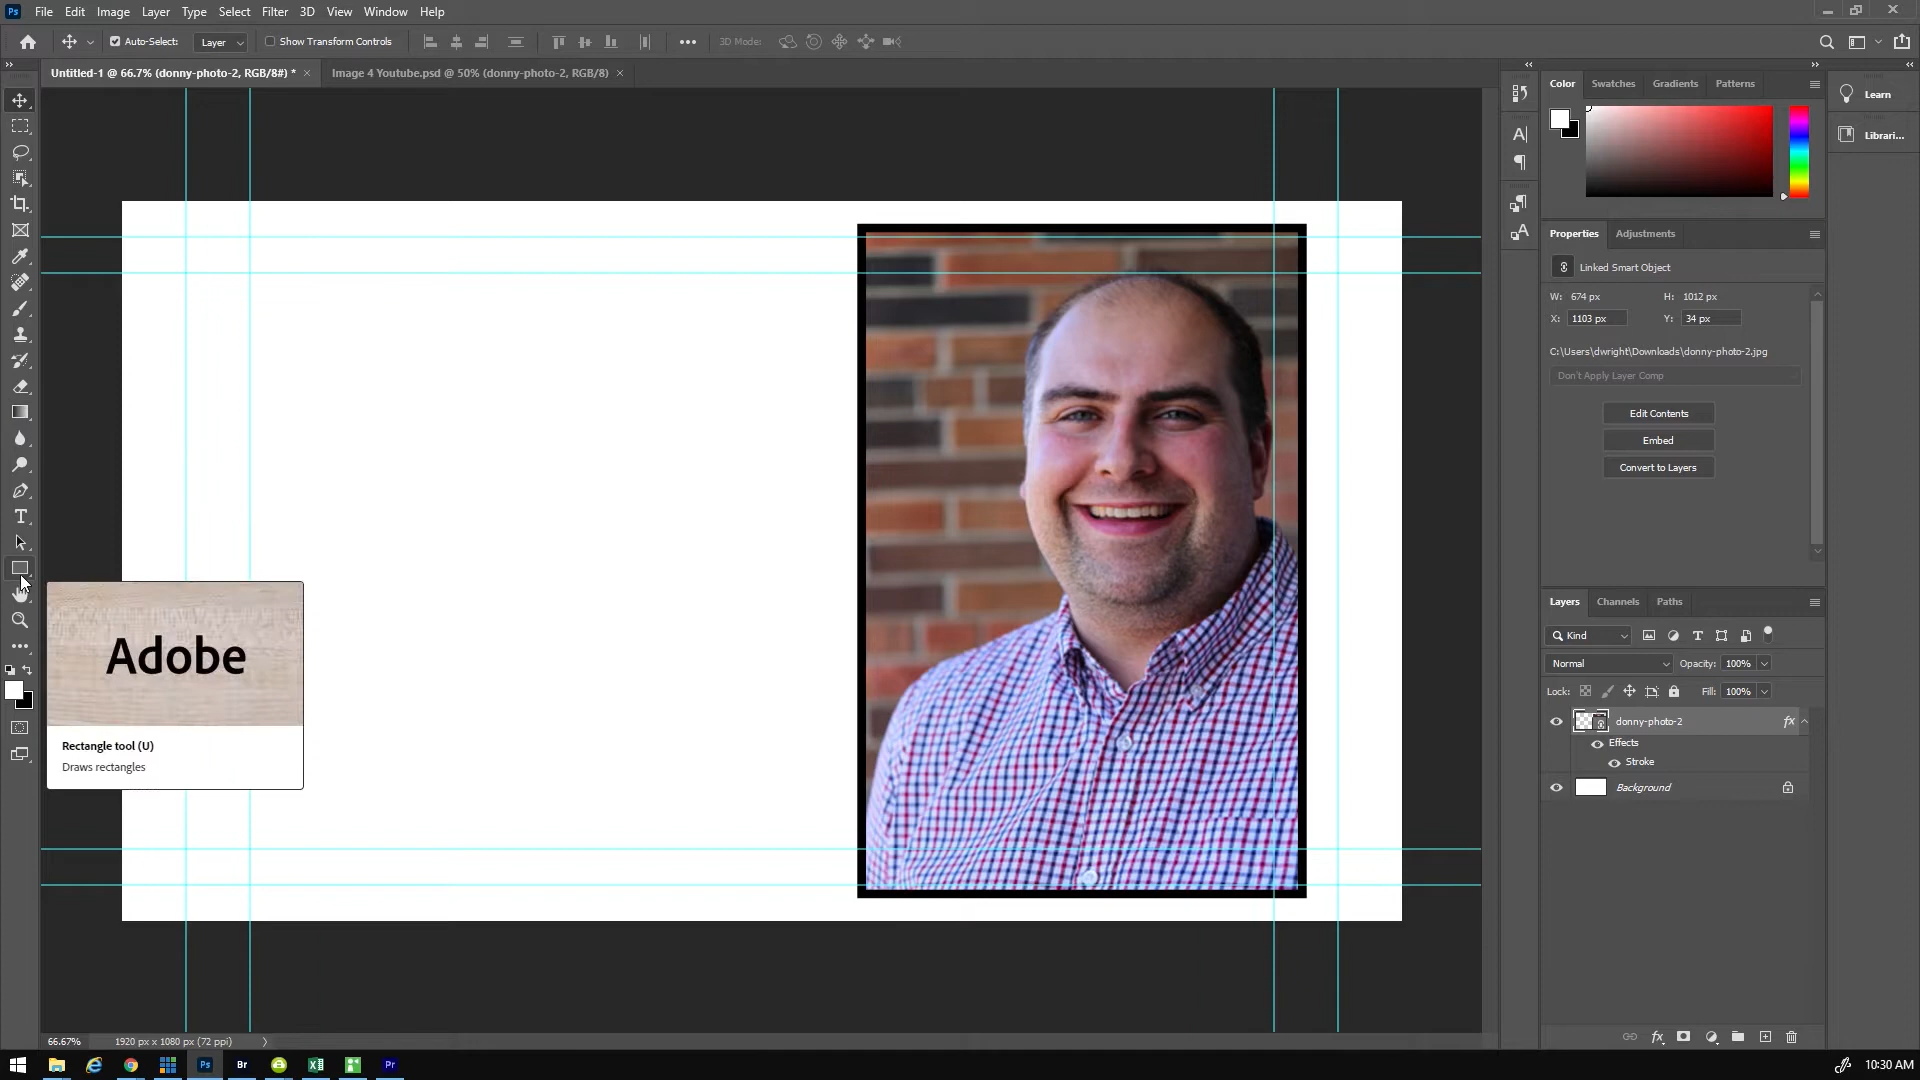 Ps File Edit Image Layer Type Select Filter 3D View Window Help
Auto-Select: Layer Show Transform Controls 3D Mode:
Untitled-1 @ 66.7% (donny-photo-2, RGB/8#) * × Image 4 Youtube.psd @ 50% (donny-photo-2, RGB/8) ×
Color Swatches Gradients Patterns
Learn
Librari...
Properties Adjustments
Linked Smart Object
W: 674 px H: 1012 px
X: 1103 px Y: 34 px
C:\Users\dwright\Downloads\donny-photo-2.jpg
Don't Apply Layer Comp
Edit Contents
Embed
Convert to Layers
Adobe
Rectangle tool (U)
Draws rectangles
Layers Channels Paths
Kind
Normal Opacity: 100%
Lock: Fill: 100%
donny-photo-2 fx
Effects
Stroke
Background
66.67% 1920 px x 1080 px (72 ppi)
Ps Br Pr 10:30 AM